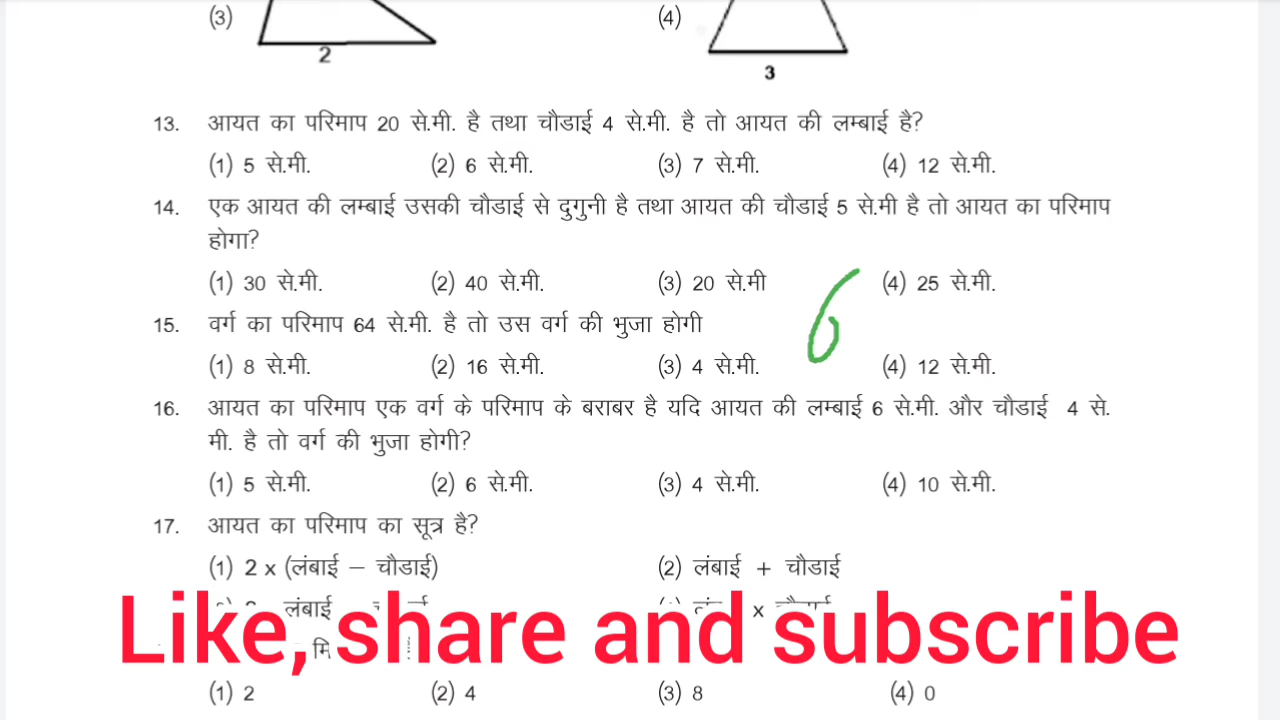 (3)
2
(4)
3
13. आयत का परिमाप 20 से.मी. है तथा चौडाई 4 से.मी. है तो आयत की लम्बाई है?
(1) 5 से.मी. (2) 6 से.मी. (3) 7 से.मी. (4) 12 से.मी.
14. एक आयत की लम्बाई उसकी चौडाई से दुगुनी है तथा आयत की चौडाई 5 से.मी है तो आयत का परिमाप
होगा?
(1) 30 से.मी. (2) 40 से.मी. (3) 20 से.मी (4) 25 से.मी.
6
15. वर्ग का परिमाप 64 से.मी. है तो उस वर्ग की भुजा होगी
(1) 8 से.मी. (2) 16 से.मी. (3) 4 से.मी. (4) 12 से.मी.
16. आयत का परिमाप एक वर्ग के परिमाप के बराबर है यदि आयत की लम्बाई 6 से.मी. और चौडाई 4 से.
मी. है तो वर्ग की भुजा होगी?
(1) 5 से.मी. (2) 6 से.मी. (3) 4 से.मी. (4) 10 से.मी.
17. आयत का परिमाप का सूत्र है?
(1) 2 x (लंबाई – चौडाई) (2) लंबाई + चौडाई
लंबाई x
Like, share and subscribe
(1) 2 (2) 4 (3) 8 (4) 0